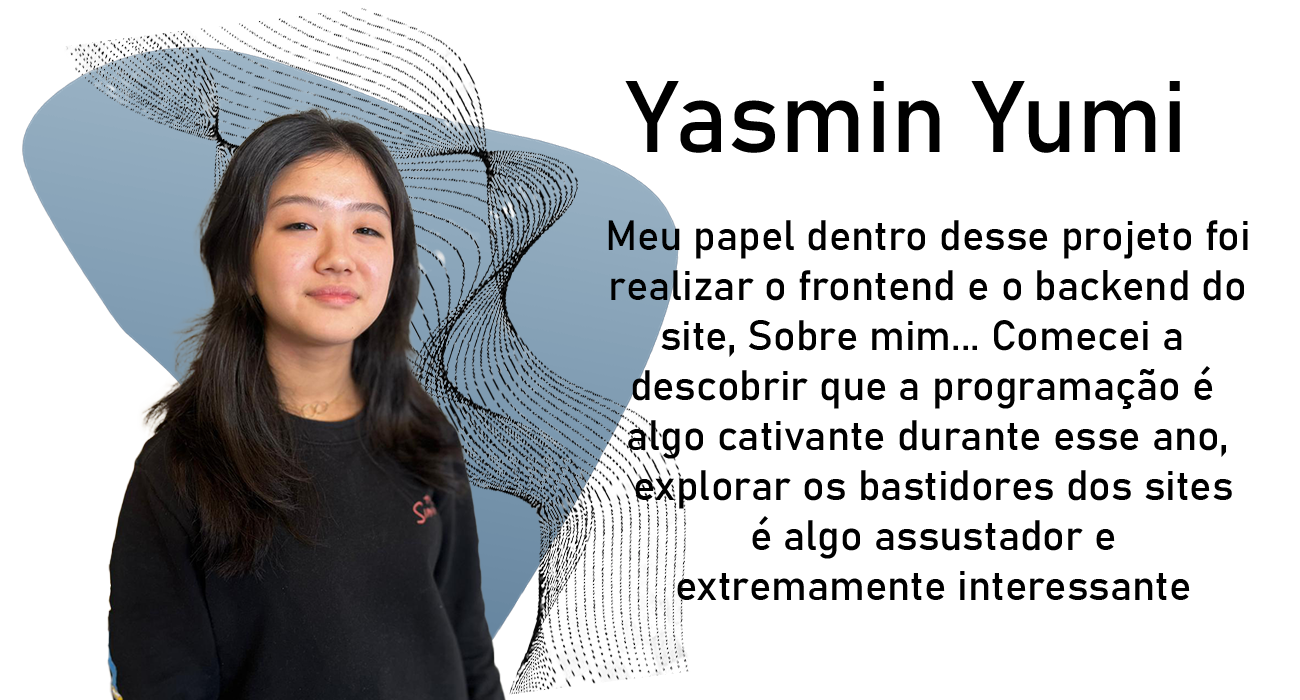 Yasmin Yumi
Meu papel dentro desse projeto foi
realizar o frontend e o backend do
site, Sobre mim... Comecei a
descobrir que a programação é
algo cativante durante esse ano,
explorar os bastidores dos sites
é algo assustador e
extremamente interessante